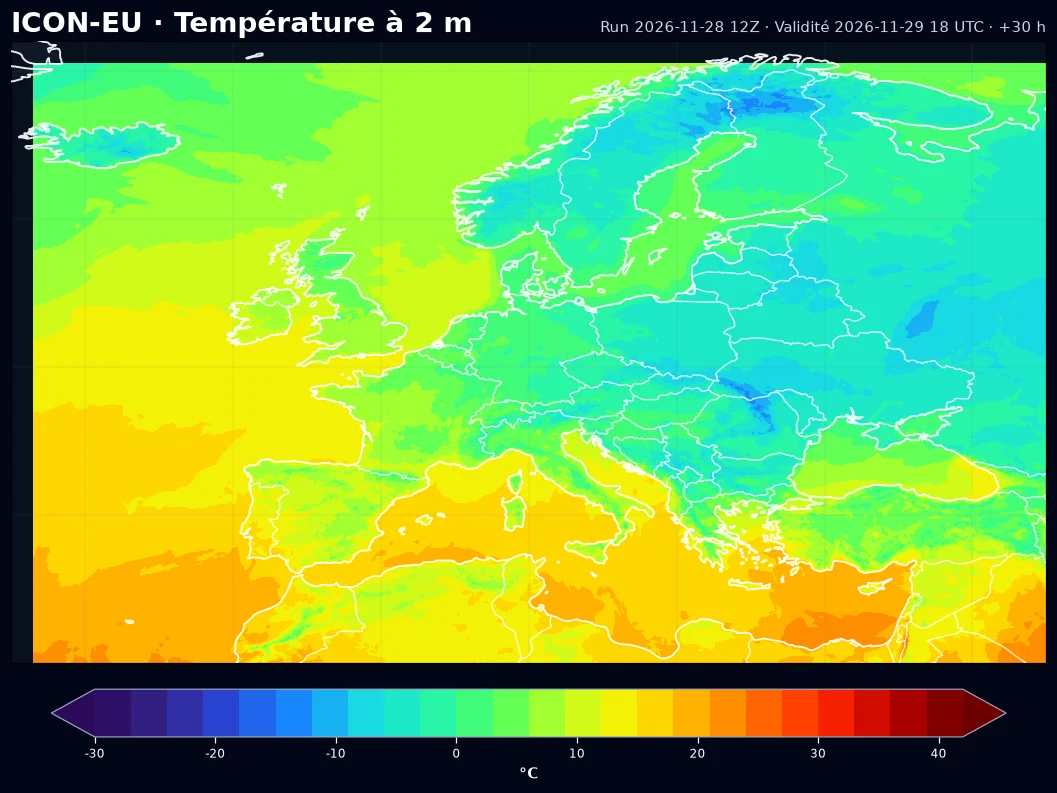 ICON-EU · Température à 2 m
Run 2026-11-28 12Z · Validité 2026-11-29 18 UTC · +30 h
-30 -20 -10 0 10 20 30 40
°C